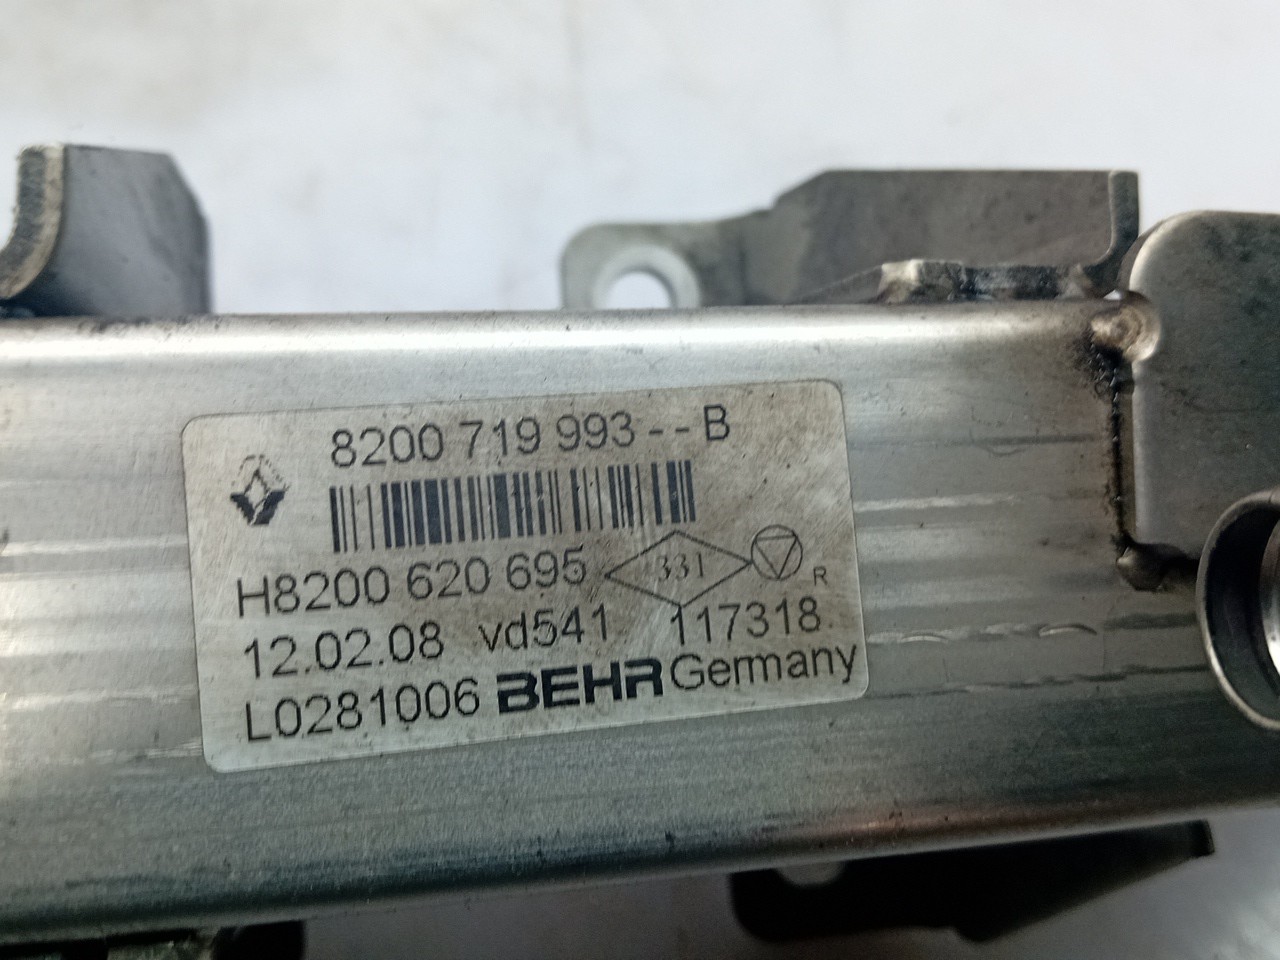 8200 719 993--B
H8200 620 695 331 R
12.02.08 vd541 117318
L0281006 BEHR Germany